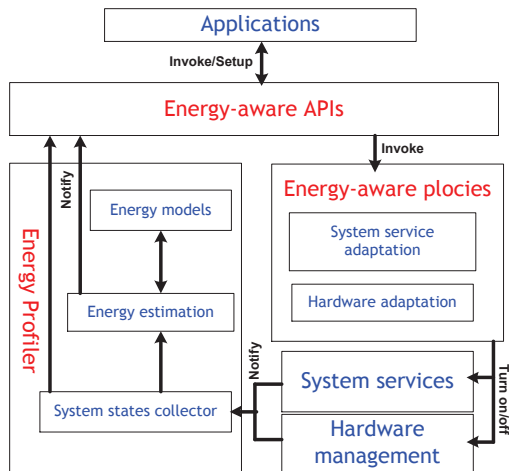 Applications
Invoke/Setup
Energy-aware APIs
Invoke
Notify
Energy Profiler
Energy models
Energy estimation
System states collector
Energy-aware plocies
System service
adaptation
Hardware adaptation
Notify
Turn on/off
System services
Hardware
management